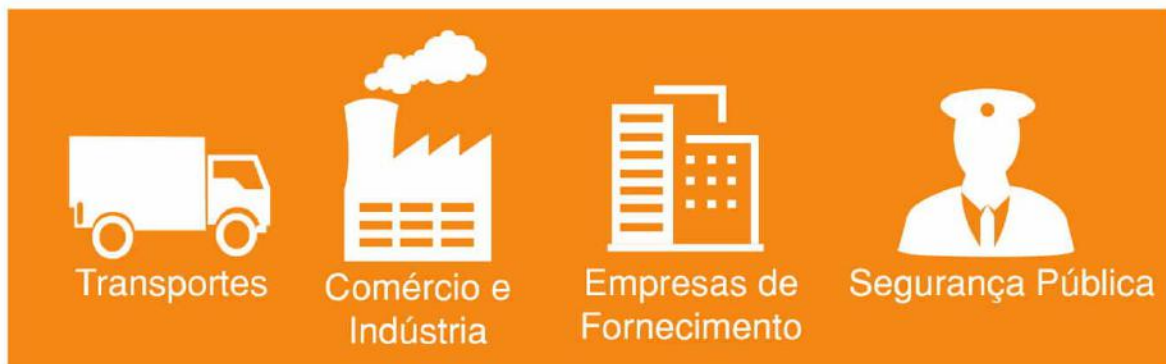 Transportes
Comércio e
Indústria
Empresas de
Fornecimento
Segurança Pública